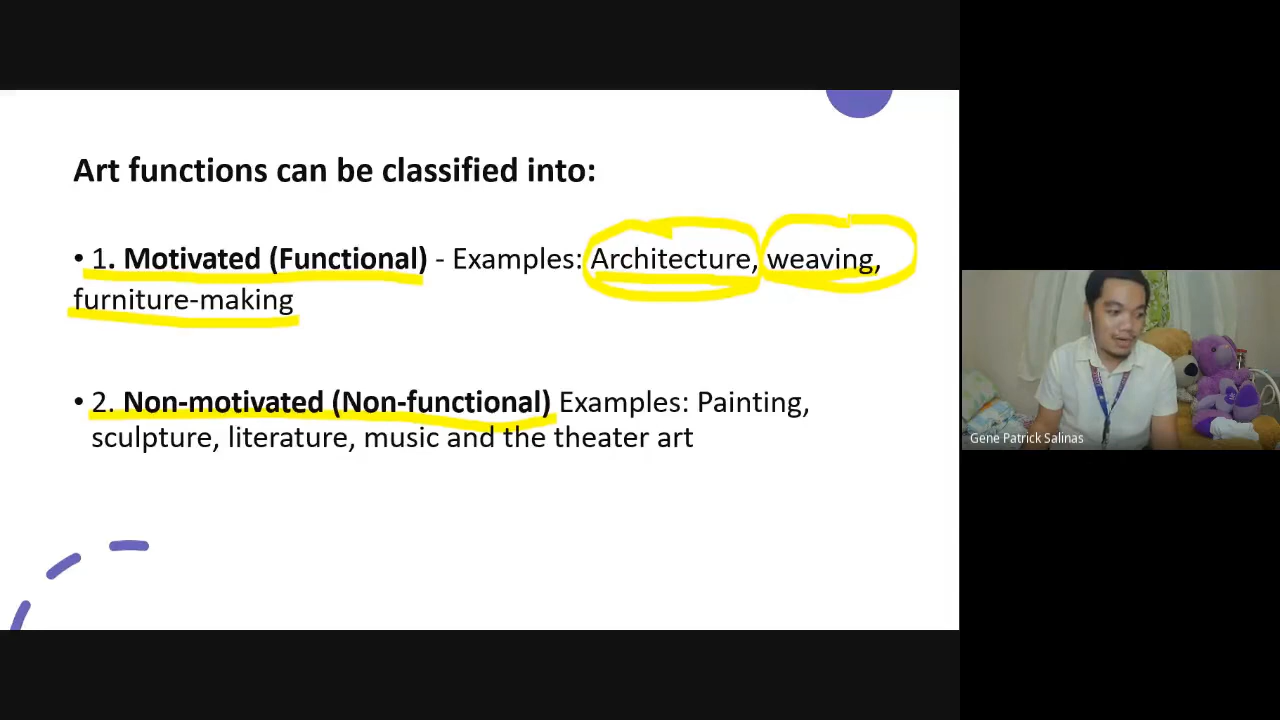 Art functions can be classified into:
• 1. Motivated (Functional) - Examples: Architecture, weaving,
furniture-making
• 2. Non-motivated (Non-functional) Examples: Painting,
sculpture, literature, music and the theater art
Gene Patrick Salinas